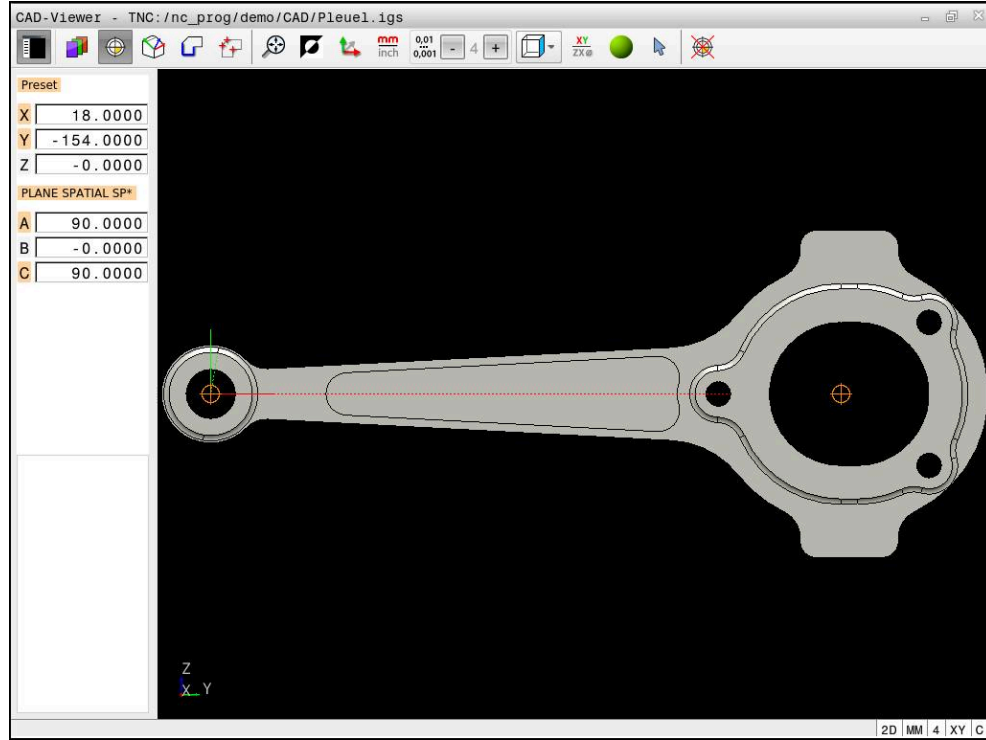 CAD-Viewer - TNC:/nc_prog/demo/CAD/Pleuel.igs
mm
inch
0,01
0,001
- 4 +
XY
ZXø
Preset
X 18.0000
Y -154.0000
Z -0.0000
PLANE SPATIAL SP*
A 90.0000
B -0.0000
C 90.0000
Z
X Y
2D MM 4 XY C